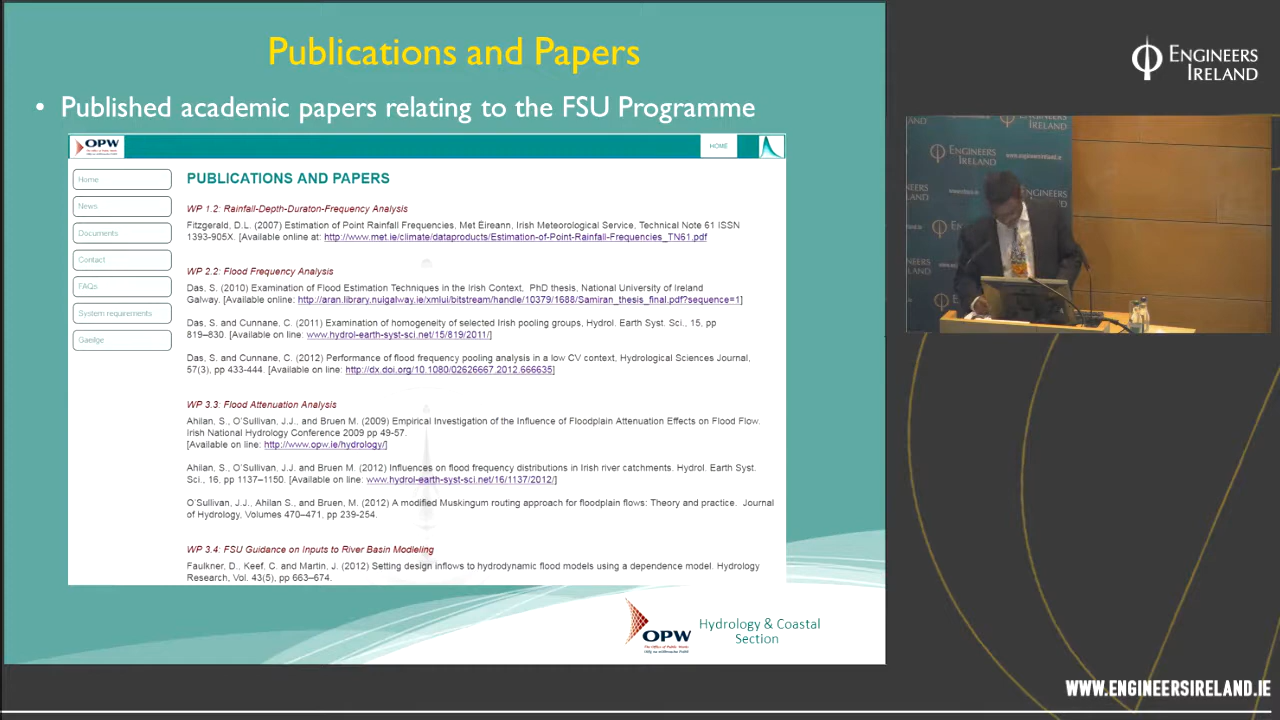 Publications and Papers
• Published academic papers relating to the FSU Programme
OPW
HOME
Home
News
Documents
Contact
FAQs
System requirements
Gaeilge
PUBLICATIONS AND PAPERS
WP 1.2: Rainfall-Depth-Duraton-Frequency Analysis
Fitzgerald, D.L. (2007) Estimation of Point Rainfall Frequencies, Met Éireann, Irish Meteorological Service, Technical Note 61 ISSN
1393-905X. [Available online at: http://www.met.ie/climate/dataproducts/Estimation-of-Point-Rainfall-Frequencies_TN61.pdf
WP 2.2: Flood Frequency Analysis
Das, S. (2010) Examination of Flood Estimation Techniques in the Irish Context, PhD thesis, National University of Ireland
Galway. [Available online: http://aran.library.nuigalway.ie/xmlui/bitstream/handle/10379/1688/Samiran_thesis_final.pdf?sequence=1]
Das, S. and Cunnane, C. (2011) Examination of homogeneity of selected Irish pooling groups, Hydrol. Earth Syst. Sci., 15, pp
819–830. [Available on line: www.hydrol-earth-syst-sci.net/15/819/2011/]
Das, S. and Cunnane, C. (2012) Performance of flood frequency pooling analysis in a low CV context, Hydrological Sciences Journal,
57(3), pp 433-444. [Available on line: http://dx.doi.org/10.1080/02626667.2012.666635]
WP 3.3: Flood Attenuation Analysis
Ahilan, S., O'Sullivan, J.J., and Bruen M. (2009) Empirical Investigation of the Influence of Floodplain Attenuation Effects on Flood Flow.
Irish National Hydrology Conference 2009 pp 49-57.
[Available on line: http://www.opw.ie/hydrology/]
Ahilan, S., O'Sullivan, J.J. and Bruen M. (2012) Influences on flood frequency distributions in Irish river catchments. Hydrol. Earth Syst.
Sci., 16, pp 1137–1150. [Available on line: www.hydrol-earth-syst-sci.net/16/1137/2012/]
O'Sullivan, J.J., Ahilan S. and Bruen, M. (2012) A modified Muskingum routing approach for floodplain flows: Theory and practice. Journal
of Hydrology, Volumes 470–471, pp 239-254.
WP 3.4: FSU Guidance on Inputs to River Basin Modeling
Faulkner, D., Keef, C. and Martin, J. (2012) Setting design inflows to hydrodynamic flood models using a dependence model. Hydrology
Research, Vol. 43(5), pp 663–674.
OPW
The Office of Public Works
Hydrology & Coastal
Section
ENGINEERS
IRELAND
ENGINEERS
IRELAND
WWW.ENGINEERSIRELAND.IE